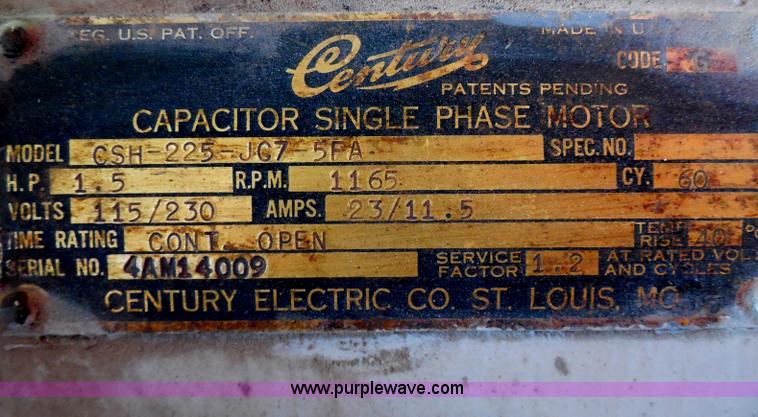 REG. U.S. PAT. OFF. Century MADE IN U
CODE G
PATENTS PENDING
CAPACITOR SINGLE PHASE MOTOR
MODEL CSH-225-JC7-5FA SPEC. NO.
H.P. 1.5 R.P.M. 1165 CY. 60
VOLTS 115/230 AMPS. 23/11.5
TIME RATING CONT. OPEN TEMP. RISE 40 °C
SERIAL NO. 4AM14009 SERVICE FACTOR 1.2 AT RATED VOLTS AND CYCLES
CENTURY ELECTRIC CO. ST. LOUIS, MO.
www.purplewave.com